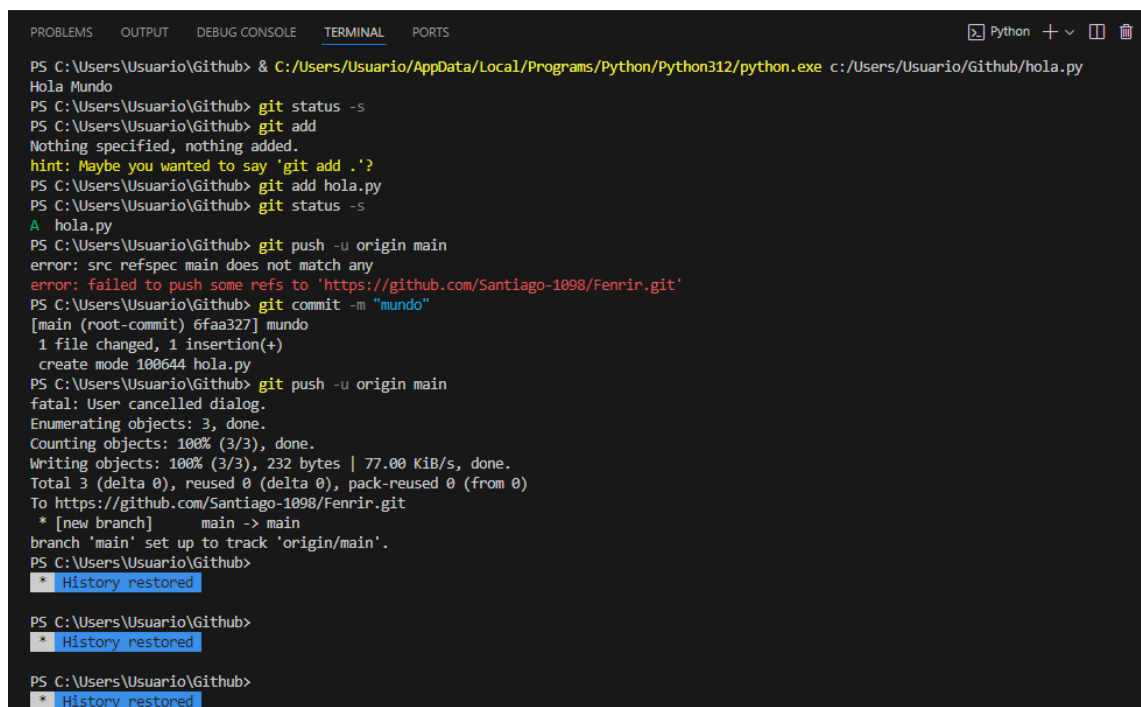 PROBLEMS OUTPUT DEBUG CONSOLE TERMINAL PORTS Python
PS C:\Users\Usuario\Github> & C:/Users/Usuario/AppData/Local/Programs/Python/Python312/python.exe c:/Users/Usuario/Github/hola.py
Hola Mundo
PS C:\Users\Usuario\Github> git status -s
PS C:\Users\Usuario\Github> git add
Nothing specified, nothing added.
hint: Maybe you wanted to say 'git add .'?
PS C:\Users\Usuario\Github> git add hola.py
PS C:\Users\Usuario\Github> git status -s
A  hola.py
PS C:\Users\Usuario\Github> git push -u origin main
error: src refspec main does not match any
error: failed to push some refs to 'https://github.com/Santiago-1098/Fenrir.git'
PS C:\Users\Usuario\Github> git commit -m "mundo"
[main (root-commit) 6faa327] mundo
 1 file changed, 1 insertion(+)
 create mode 100644 hola.py
PS C:\Users\Usuario\Github> git push -u origin main
fatal: User cancelled dialog.
Enumerating objects: 3, done.
Counting objects: 100% (3/3), done.
Writing objects: 100% (3/3), 232 bytes | 77.00 KiB/s, done.
Total 3 (delta 0), reused 0 (delta 0), pack-reused 0 (from 0)
To https://github.com/Santiago-1098/Fenrir.git
 * [new branch]      main -> main
branch 'main' set up to track 'origin/main'.
PS C:\Users\Usuario\Github>
 *  History restored
PS C:\Users\Usuario\Github>
 *  History restored
PS C:\Users\Usuario\Github>
 *  History restored